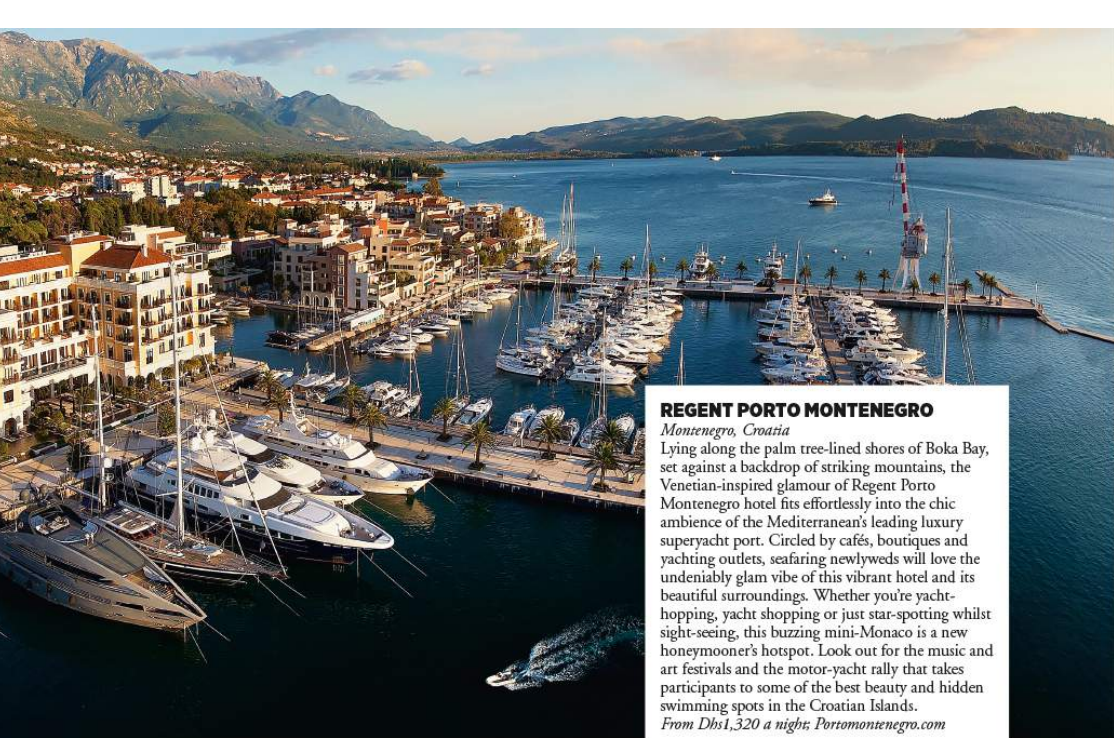 REGENT PORTO MONTENEGRO
Montenegro, Croatia
Lying along the palm tree-lined shores of Boka Bay,
set against a backdrop of striking mountains, the
Venetian-inspired glamour of Regent Porto
Montenegro hotel fits effortlessly into the chic
ambience of the Mediterranean's leading luxury
superyacht port. Circled by cafés, boutiques and
yachting outlets, seafaring newlyweds will love the
undeniably glam vibe of this vibrant hotel and its
beautiful surroundings. Whether you're yacht-
hopping, yacht shopping or just star-spotting whilst
sight-seeing, this buzzing mini-Monaco is a new
honeymooner's hotspot. Look out for the music and
art festivals and the motor-yacht rally that takes
participants to some of the best beauty and hidden
swimming spots in the Croatian Islands.
From Dhs1,320 a night; Portomontenegro.com